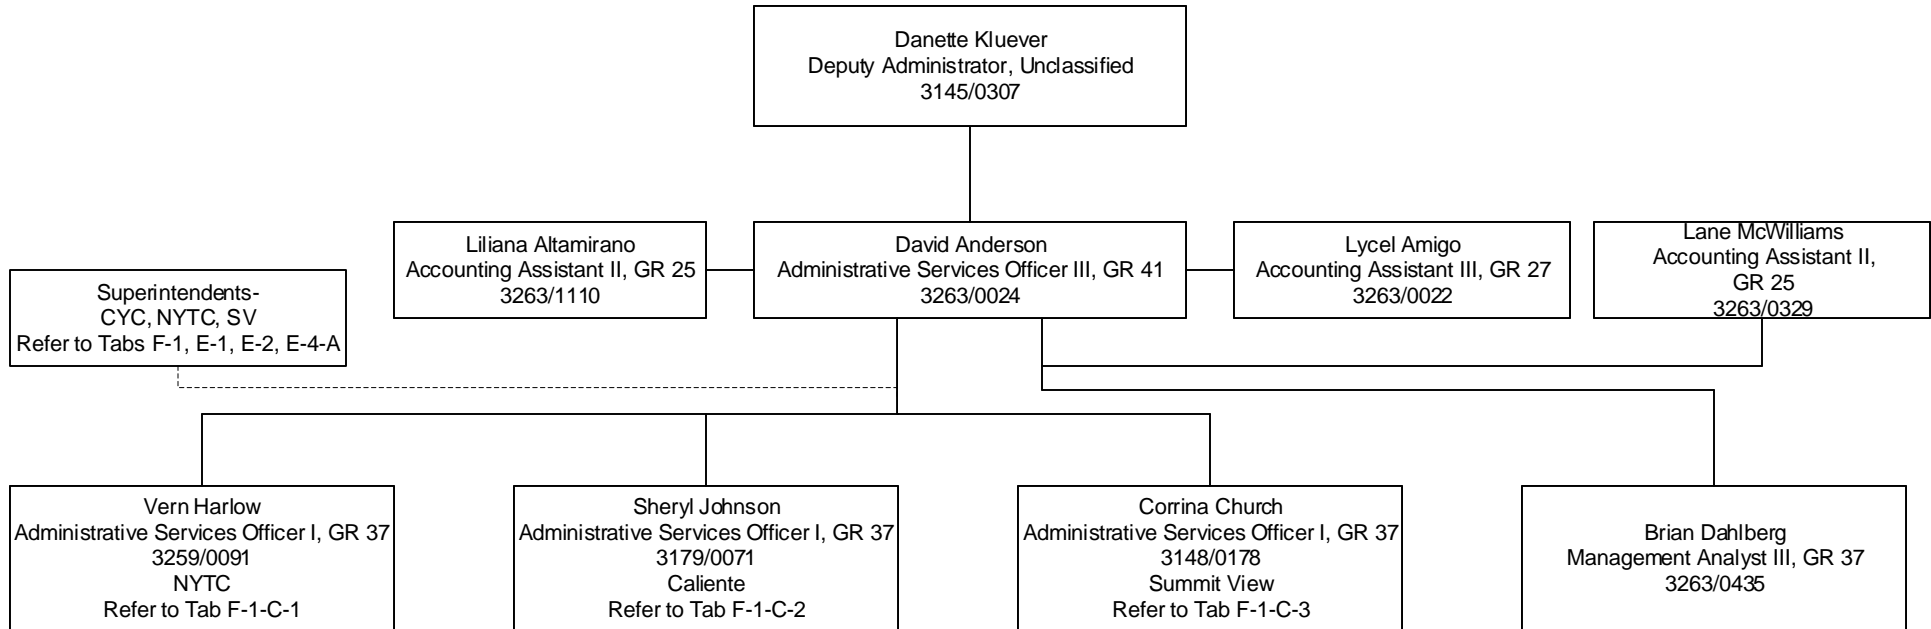 Danette Kluever
Deputy Administrator, Unclassified
3145/0307
Liliana Altamirano
Accounting Assistant II, GR 25
3263/1110
David Anderson
Administrative Services Officer III, GR 41
3263/0024
Lycel Amigo
Accounting Assistant III, GR 27
3263/0022
Lane McWilliams
Accounting Assistant II,
GR 25
3263/0329
Superintendents-
CYC, NYTC, SV
Refer to Tabs F-1, E-1, E-2, E-4-A
Vern Harlow
Administrative Services Officer I, GR 37
3259/0091
NYTC
Refer to Tab F-1-C-1
Sheryl Johnson
Administrative Services Officer I, GR 37
3179/0071
Caliente
Refer to Tab F-1-C-2
Corrina Church
Administrative Services Officer I, GR 37
3148/0178
Summit View
Refer to Tab F-1-C-3
Brian Dahlberg
Management Analyst III, GR 37
3263/0435